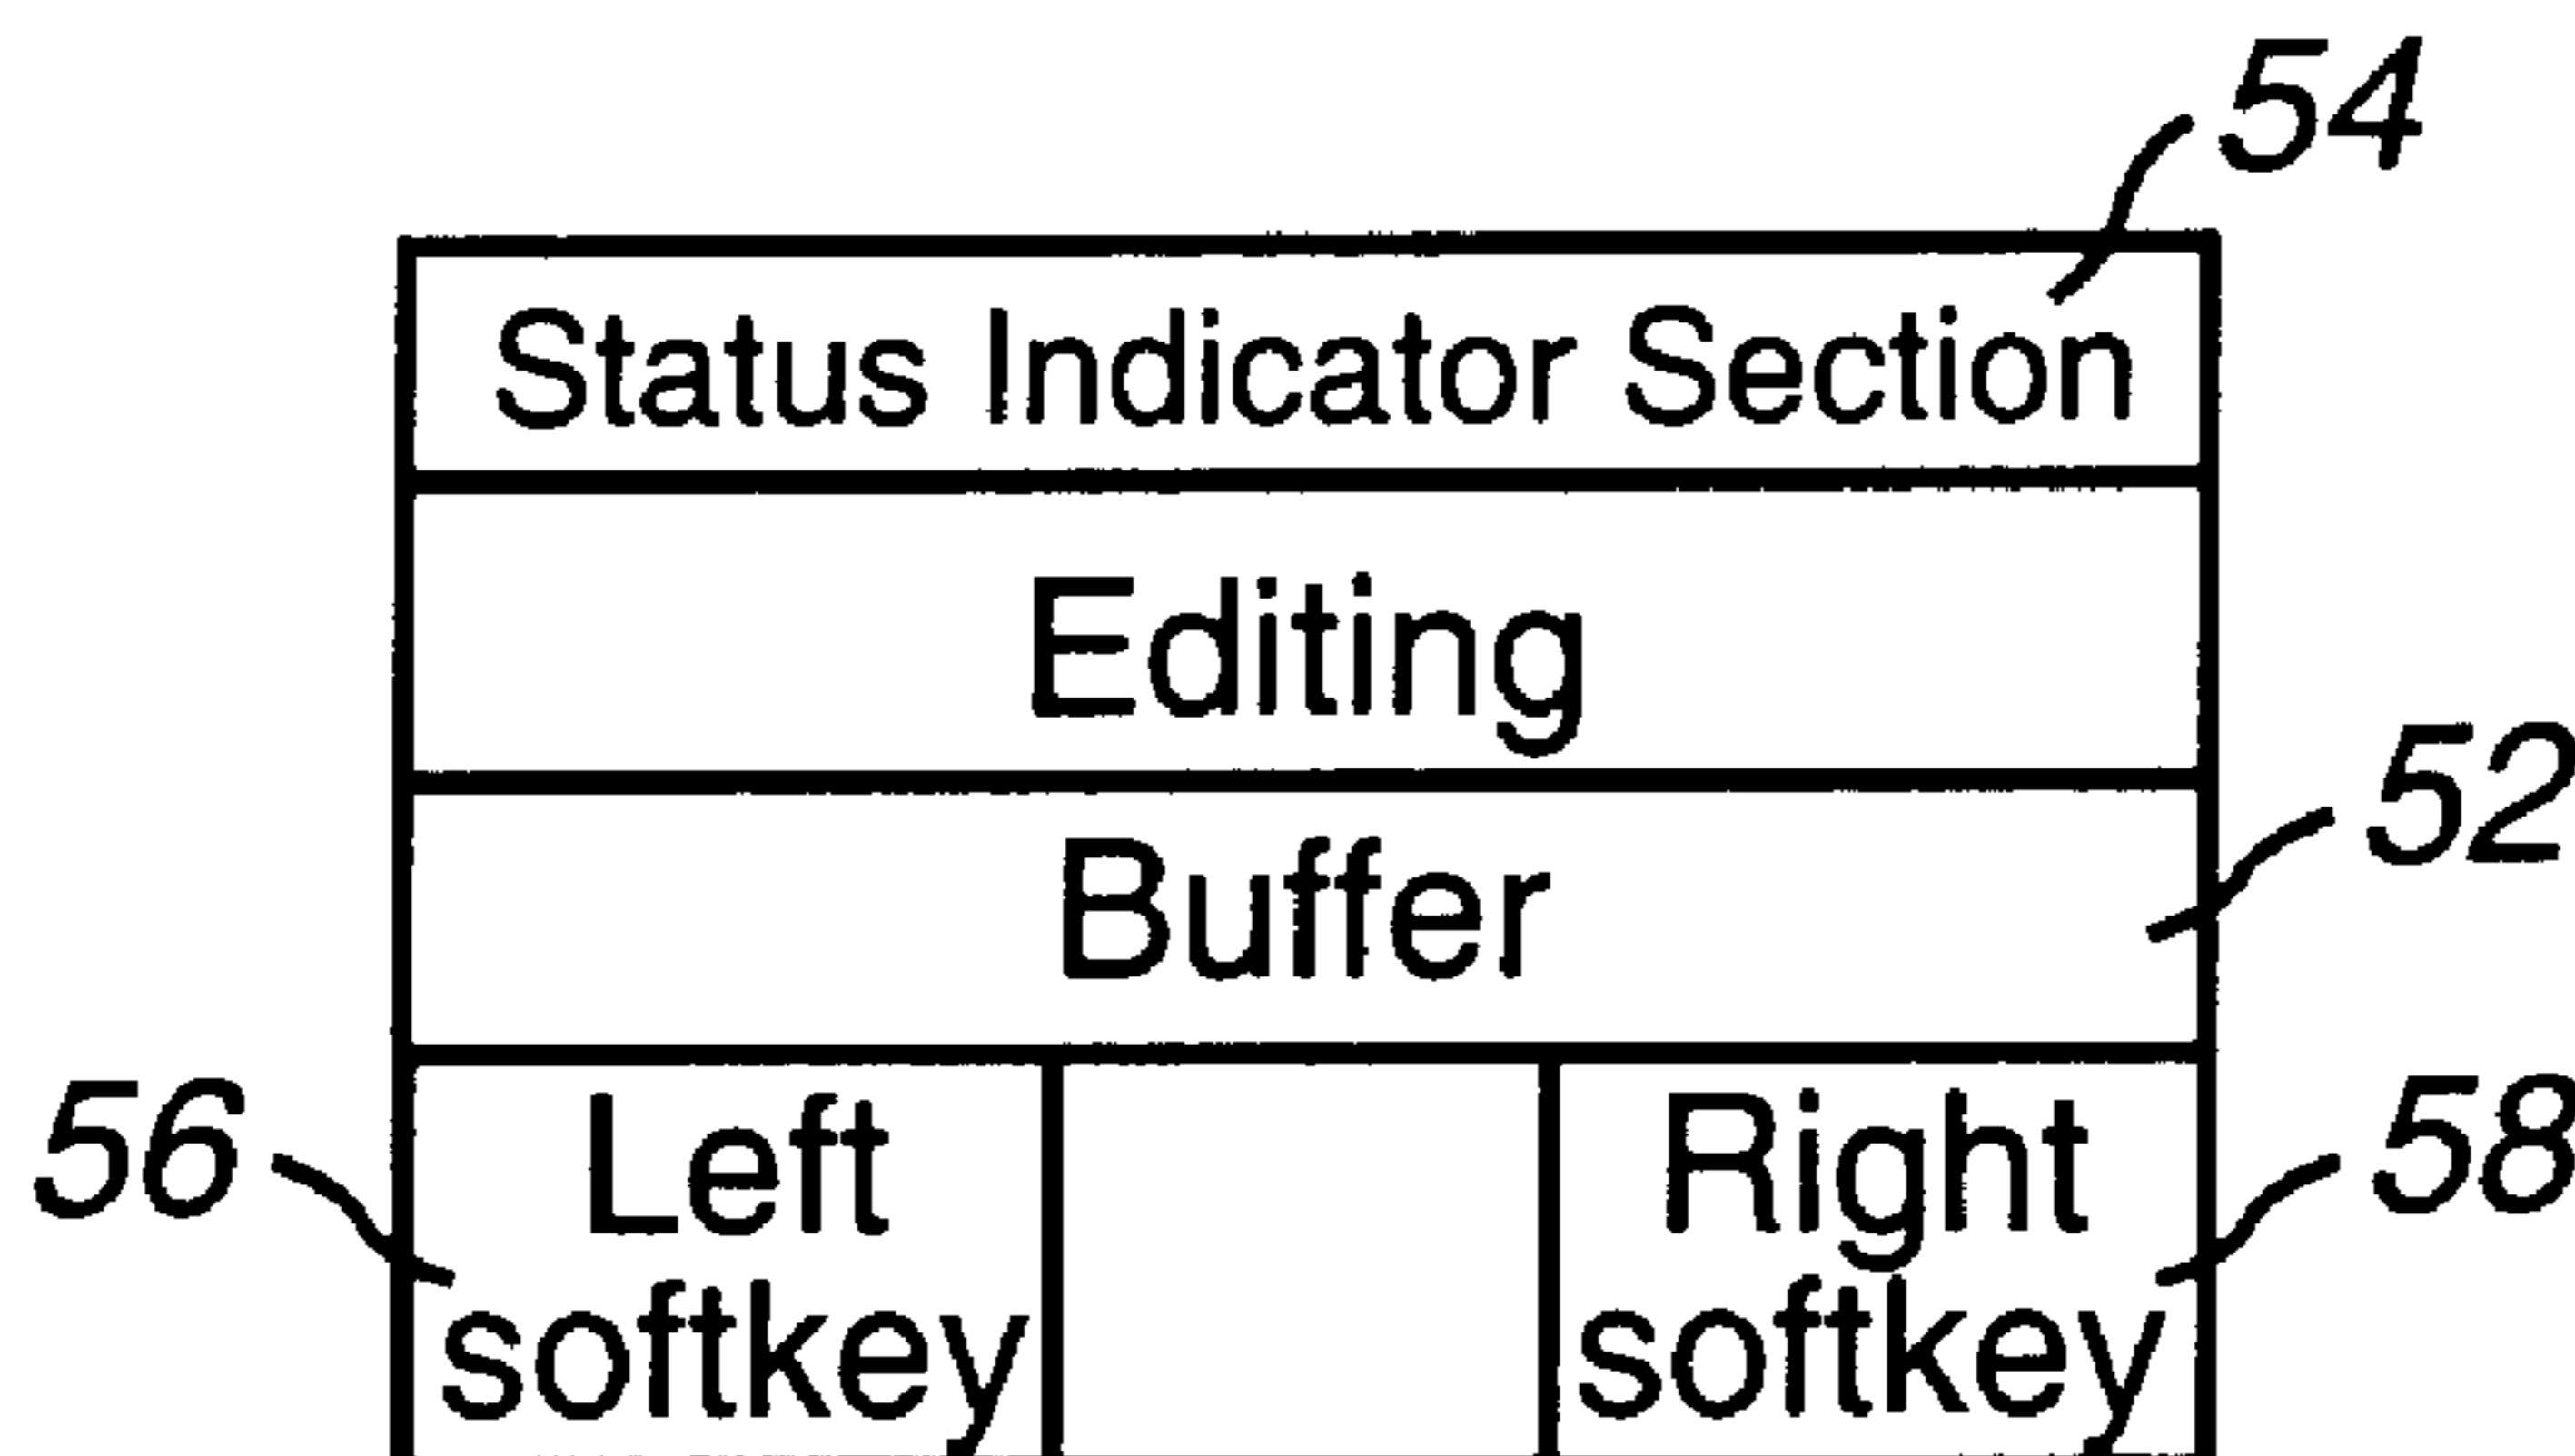 54
Status Indicator Section
Editing
52
Buffer
56
Left
softkey
Right
softkey
58